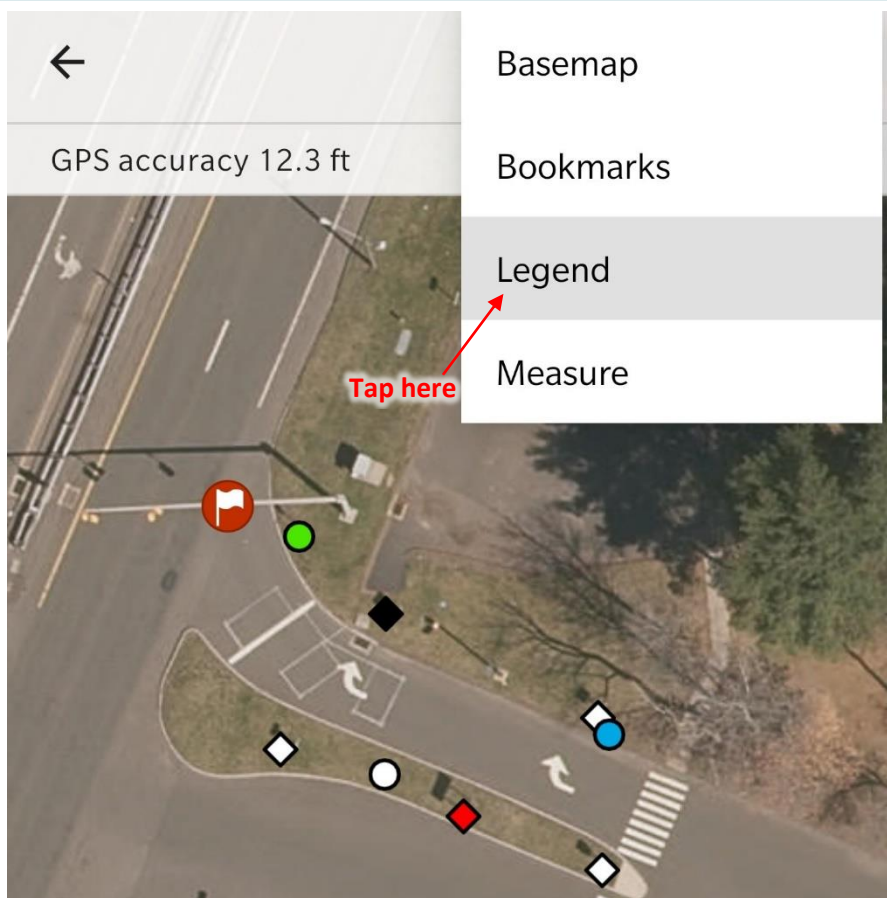 Basemap
GPS accuracy 12.3 ft
Bookmarks
Legend
Tap here
Measure